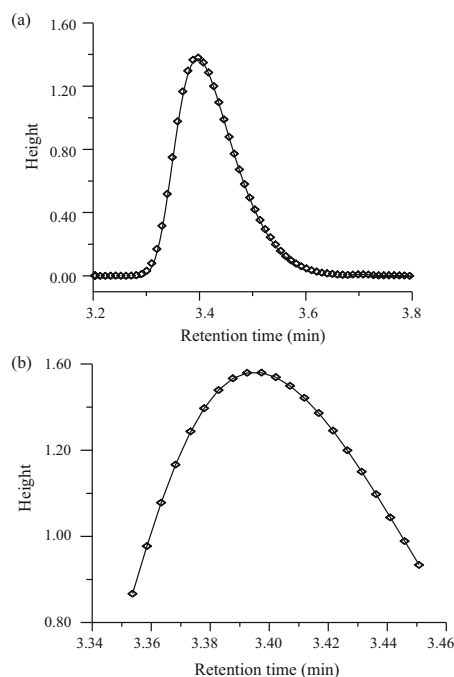 (a)
1.60
1.20
0.80
0.40
0.00
Height
3.2 3.4 3.6 3.8
Retention time (min)
(b)
1.60
1.20
1.00
0.80
Height
3.34 3.36 3.38 3.40 3.42 3.44 3.46
Retention time (min)